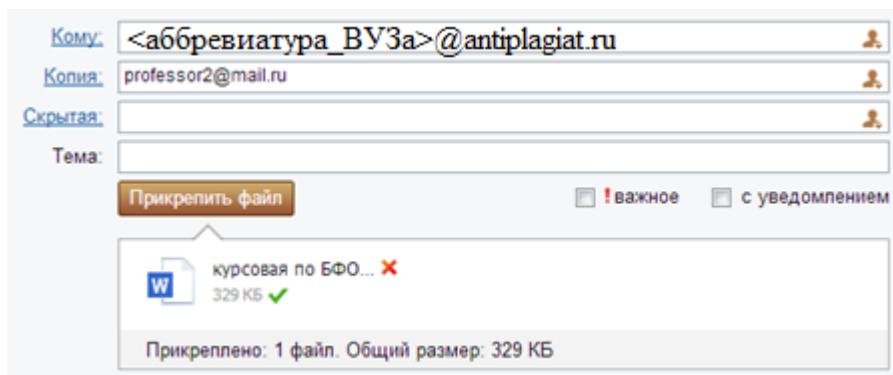 Кому: <аббревиатура_ВУЗа>@antiplagiat.ru
Копия: professor2@mail.ru
Скрытая:
Тема:
Прикрепить файл ! важное с уведомлением
W курсовая по БФО...
329 КБ
Прикреплено: 1 файл. Общий размер: 329 КБ